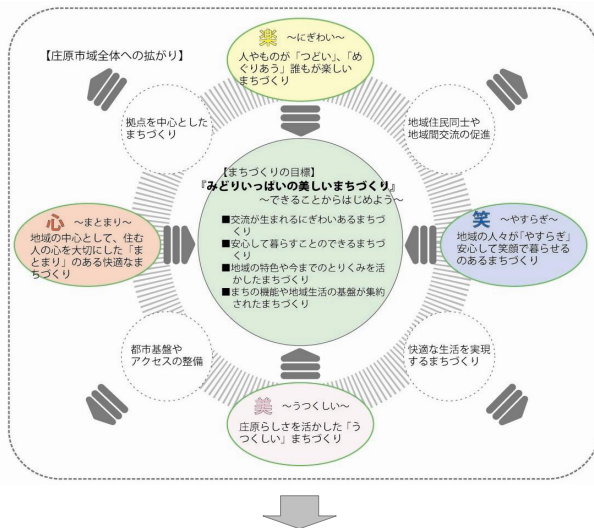 【庄原市域全体への拡がり】
楽 ～にぎわい～
人やものが「つどい」、「め
ぐりあう」誰もが楽しい
まちづくり
拠点を中心とした
まちづくり
地域住民同士や
地域間交流の促進
【まちづくりの目標】
『みどりいっぱいの美しいまちづくり』
～できることからはじめよう～
■交流が生まれるにぎわいあるまちづ
くり
■安心して暮らすことのできるまちづ
くり
■地域の特色や今までのとりくみを活
かしたまちづくり
■まちの機能や地域生活の基盤が集約
されたまちづくり
心 ～まとまり～
地域の中心として、住む
人の心を大切にした「ま
とまり」のある快適なま
ちづくり
笑 ～やすらぎ～
地域の人々が「やすらぎ」
安心して笑顔で暮らせる
のあるまちづくり
都市基盤や
アクセスの整備
快適な生活を実現
するまちづくり
美 ～うつくしい～
庄原らしさを活かした「う
つくしい」まちづくり